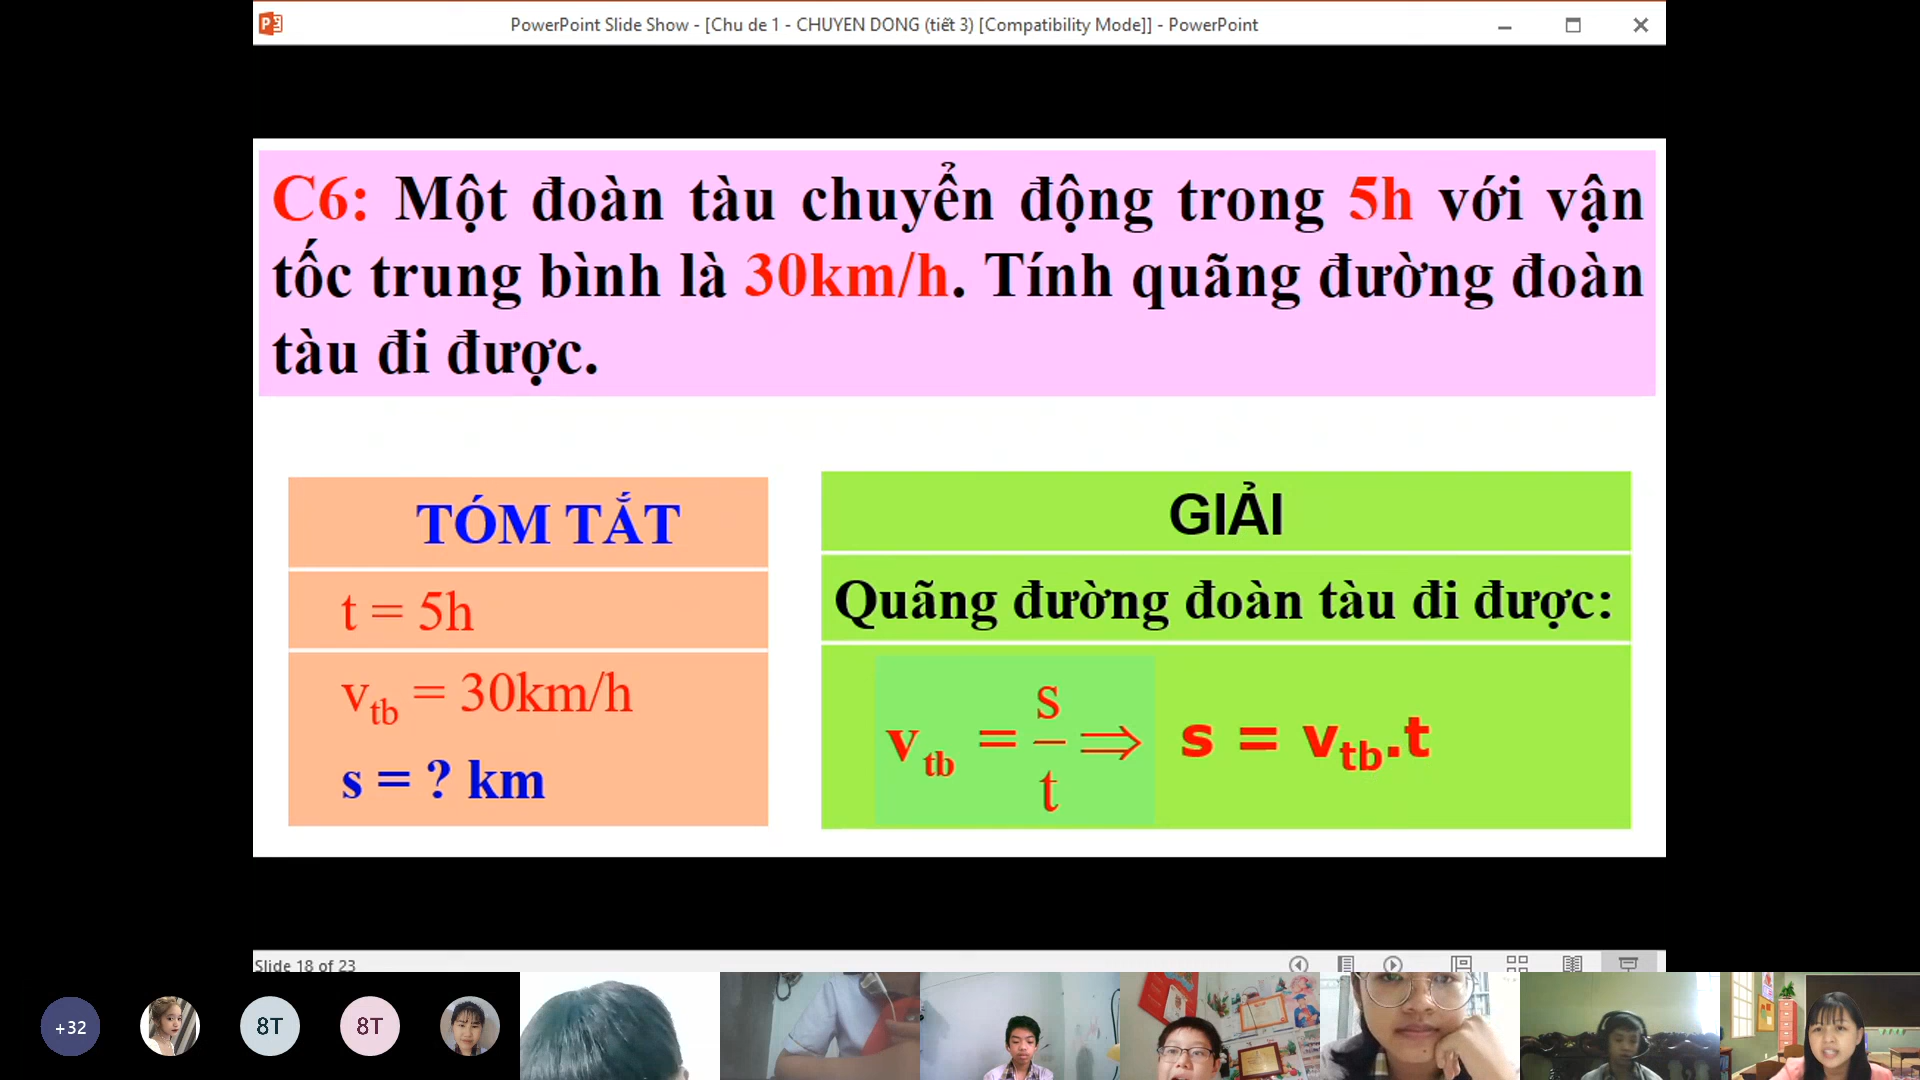 PowerPoint Slide Show - [Chu de 1 - CHUYEN DONG (tiết 3) [Compatibility Mode]] - PowerPoint
C6: Một đoàn tàu chuyển động trong 5h với vận
tốc trung bình là 30km/h. Tính quãng đường đoàn
tàu đi được.
TÓM TẮT
t = 5h
vtb = 30km/h
s = ? km
GIẢI
Quãng đường đoàn tàu đi được:
vtb = s/t ⇒ s = vtb.t
Slide 18 of 23
+32
8T
8T